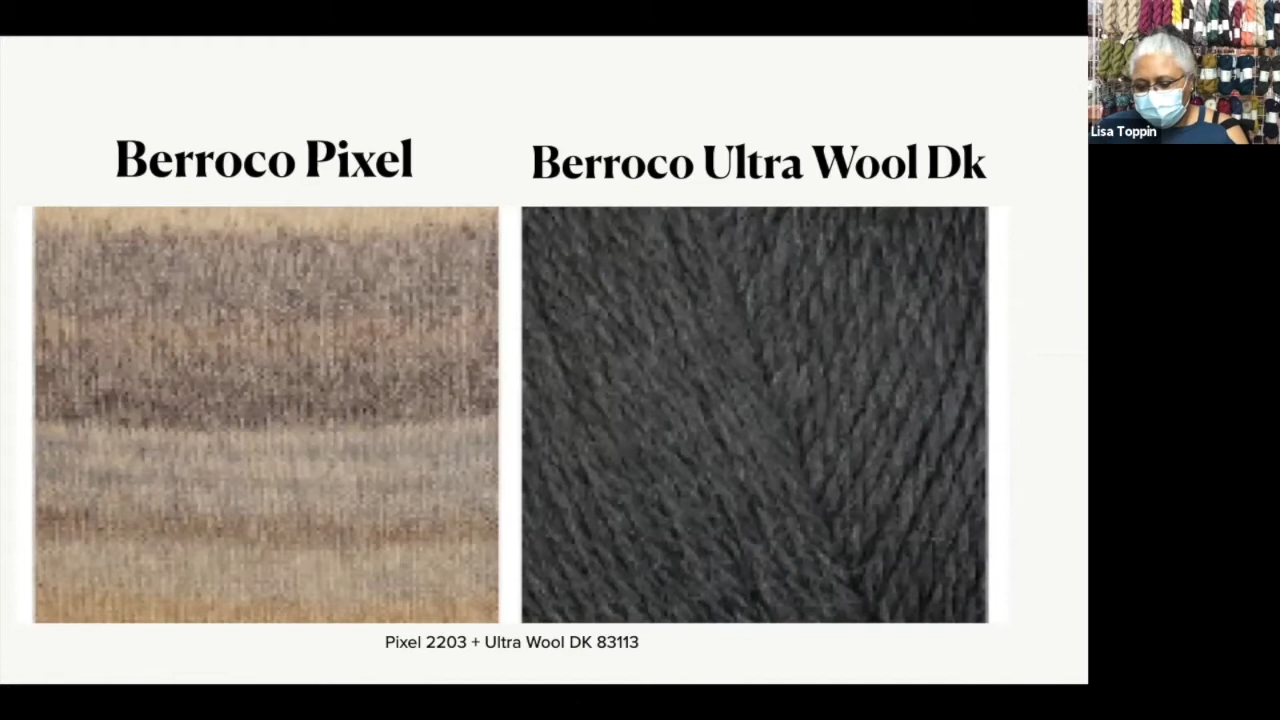 Berroco Pixel
Berroco Ultra Wool Dk
Pixel 2203 + Ultra Wool DK 83113
Lisa Toppin